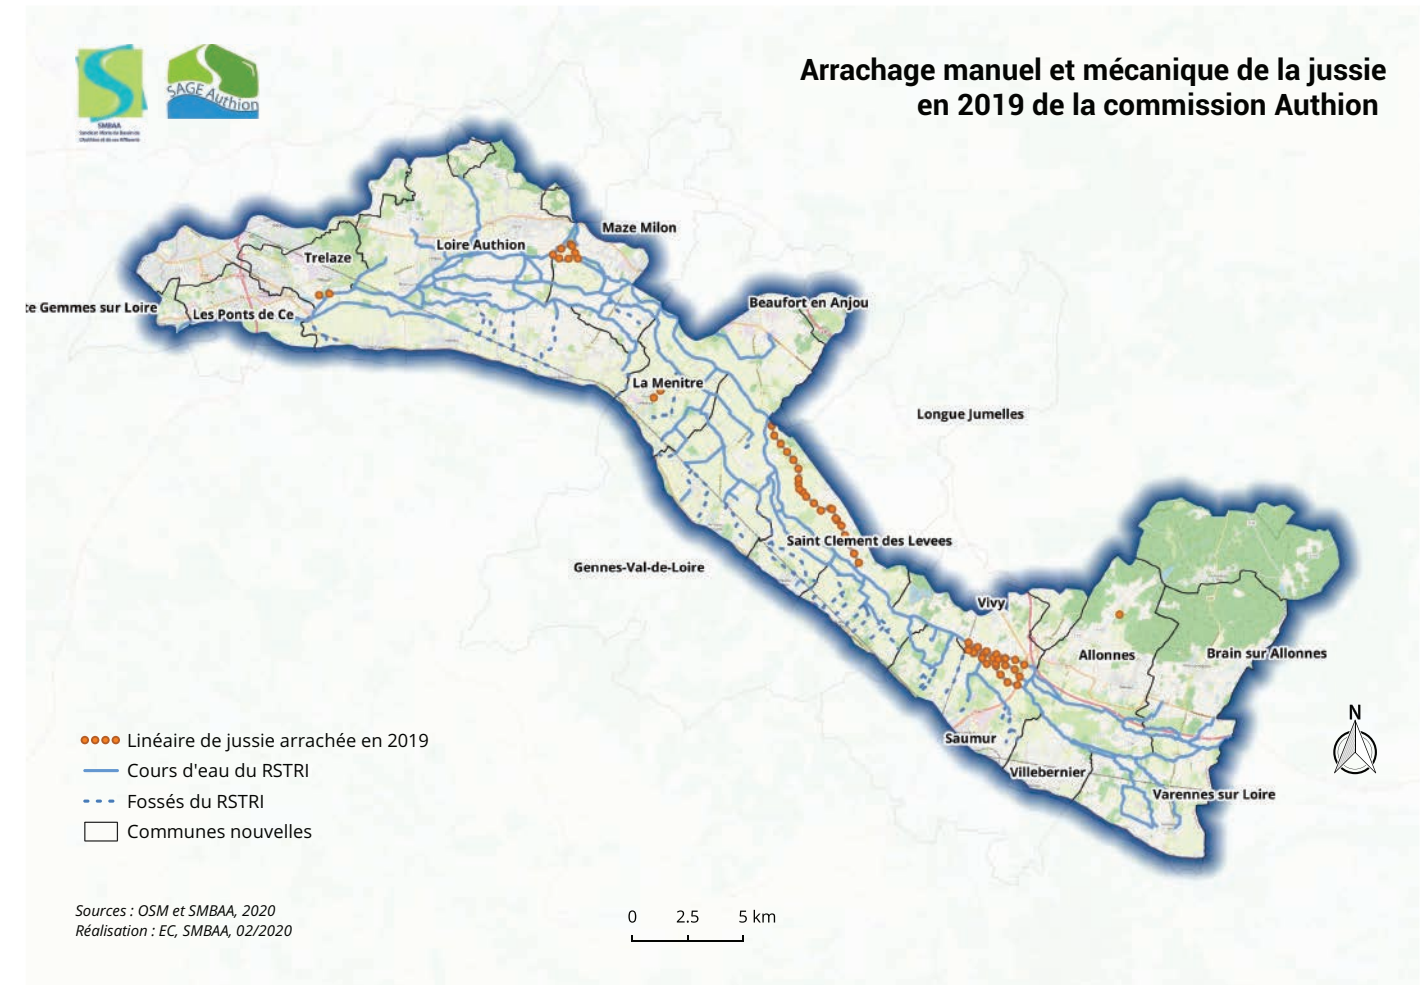 Arrachage manuel et mécanique de la jussie
en 2019 de la commission Authion
SAGE Authion
SMBAA
Maze Milon
Loire Authion
Trelaze
Beaufort en Anjou
te Gemmes sur Loire
Les Ponts de Ce
La Menitre
Longue Jumelles
Saint Clement des Levees
Gennes-Val-de-Loire
Vivy
Allonnes
Brain sur Allonnes
Saumur
Villebernier
Varennes sur Loire
N
Linéaire de jussie arrachée en 2019
Cours d'eau du RSTRI
Fossés du RSTRI
Communes nouvelles
Sources : OSM et SMBAA, 2020
Réalisation : EC, SMBAA, 02/2020
0 2.5 5 km